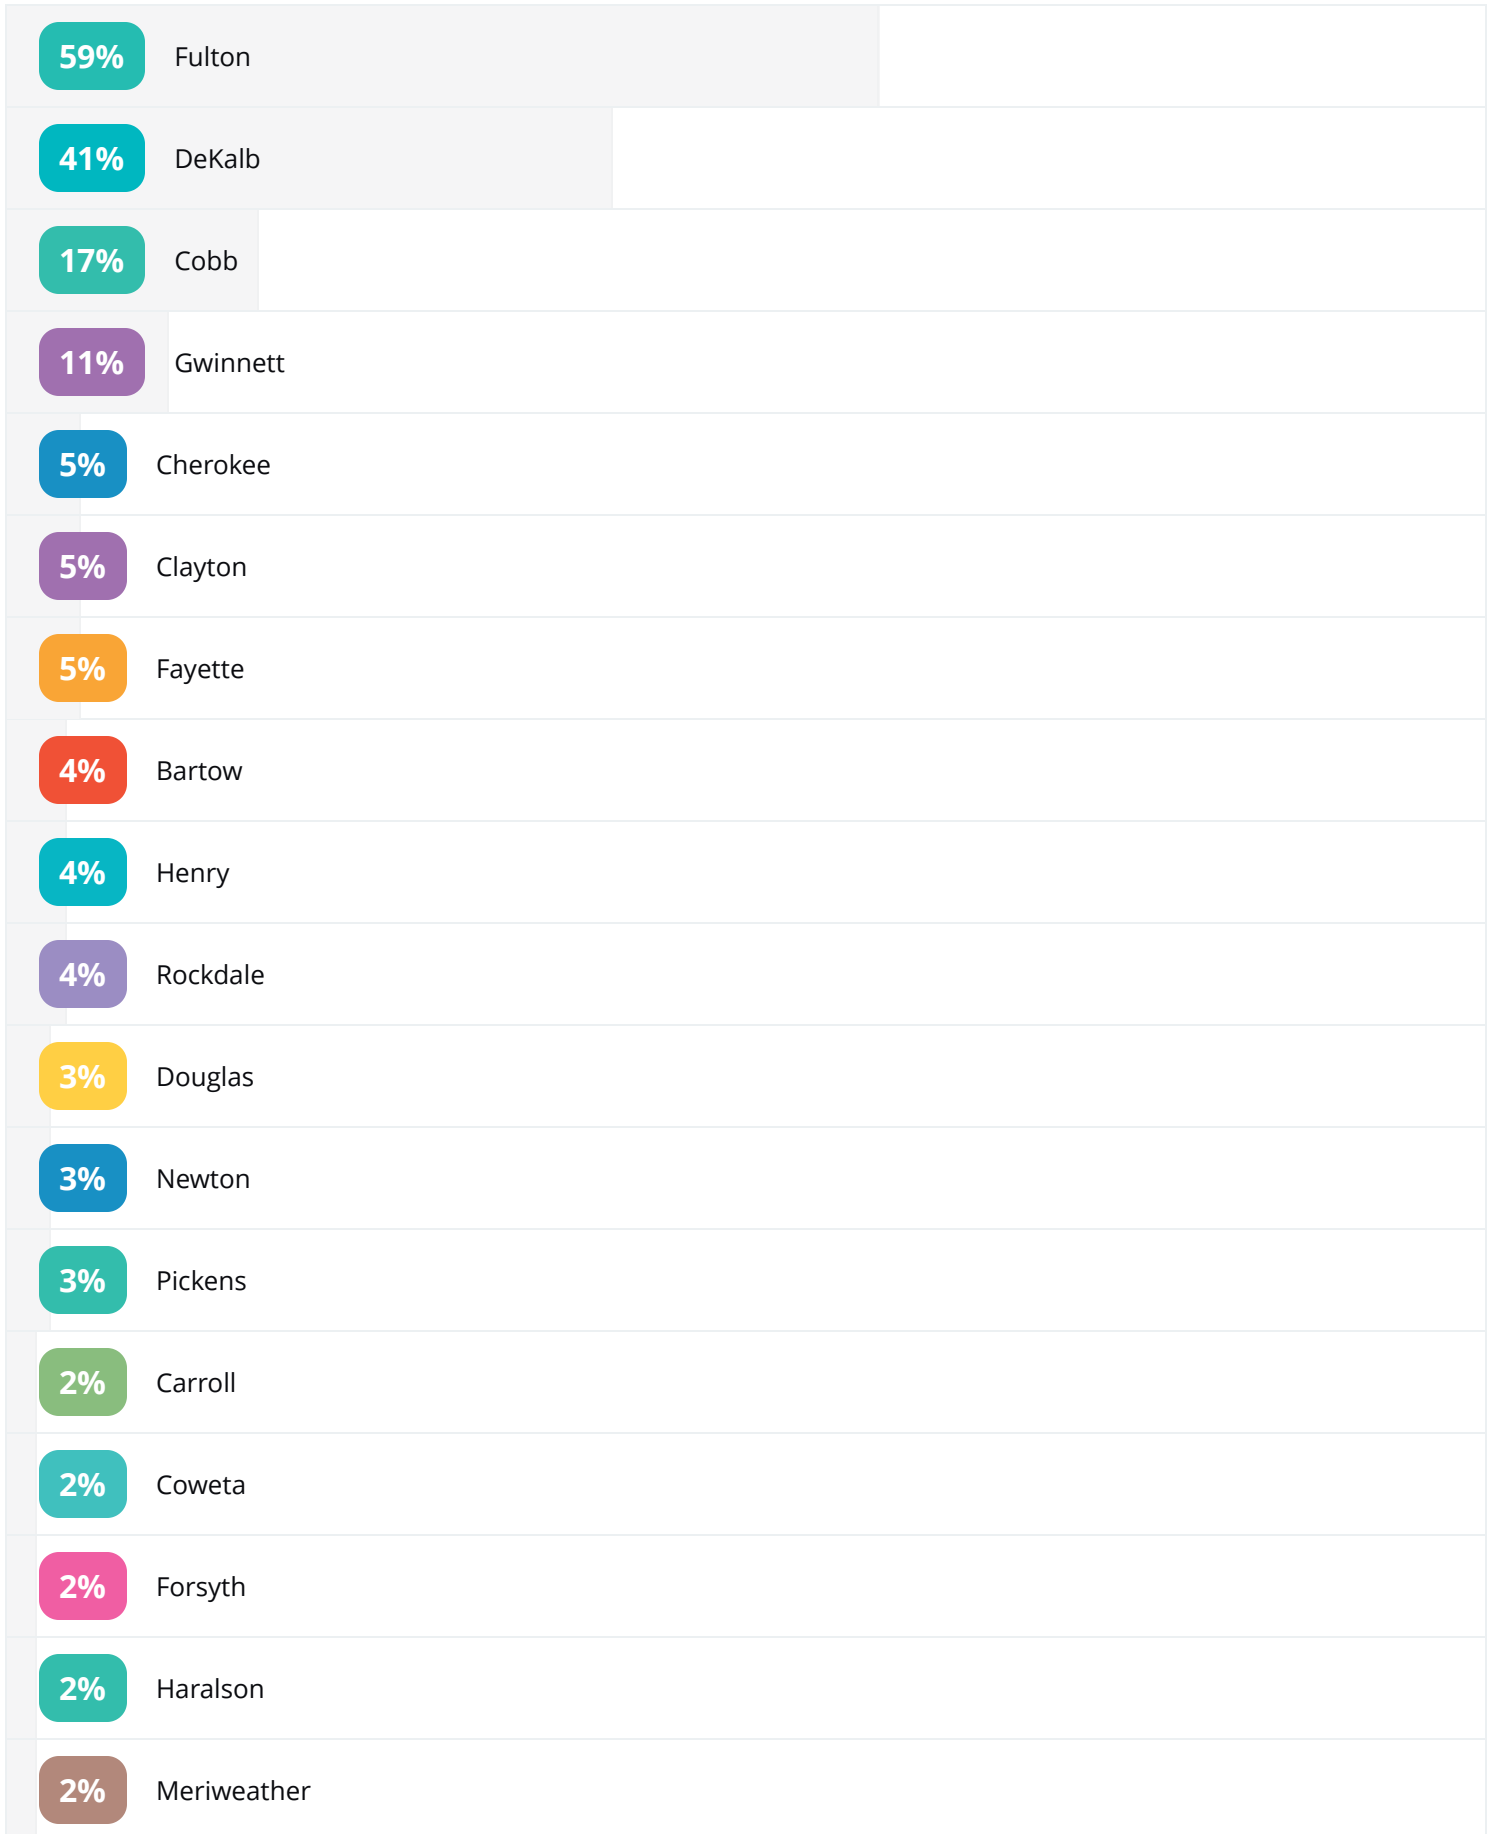 59% Fulton
41% DeKalb
17% Cobb
11% Gwinnett
5% Cherokee
5% Clayton
5% Fayette
4% Bartow
4% Henry
4% Rockdale
3% Douglas
3% Newton
3% Pickens
2% Carroll
2% Coweta
2% Forsyth
2% Haralson
2% Meriweather